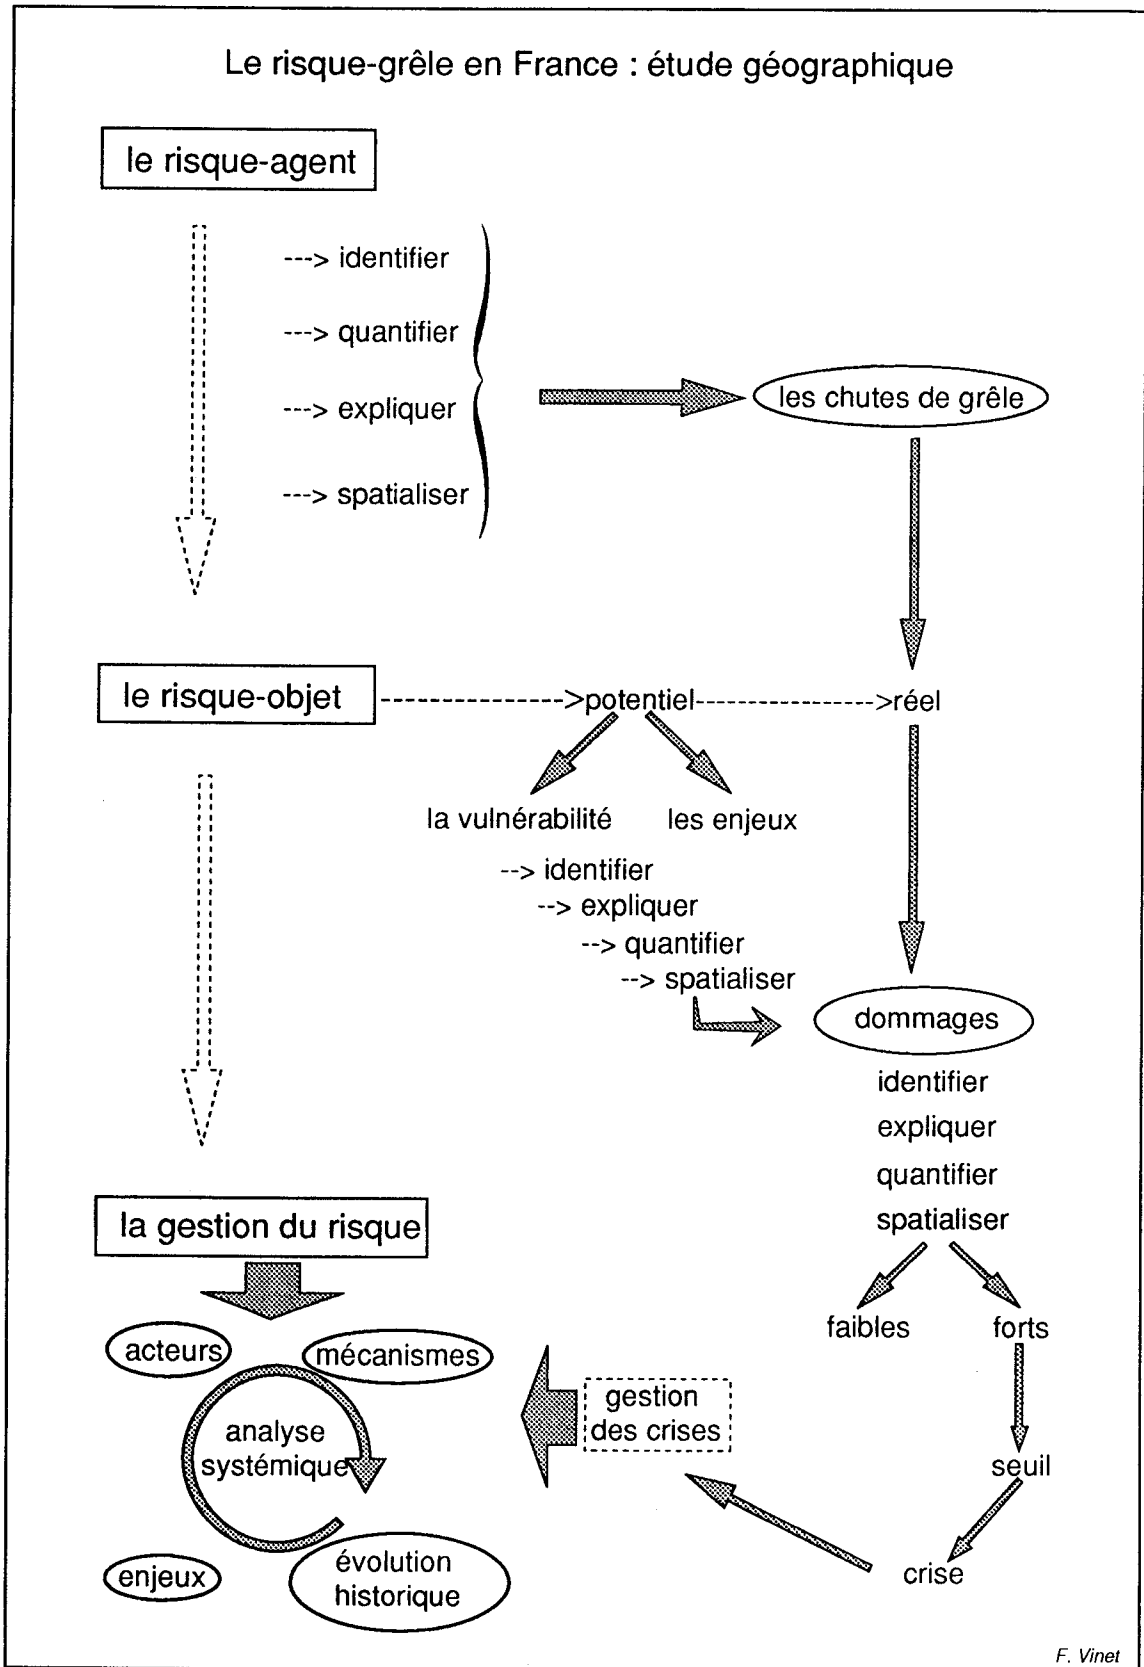 Le risque-grêle en France : étude géographique
le risque-agent
---> identifier
---> quantifier
---> expliquer
---> spatialiser
les chutes de grêle
le risque-objet ------------->potentiel--------------->réel
la vulnérabilité les enjeux
--> identifier
--> expliquer
--> quantifier
--> spatialiser
dommages
identifier
expliquer
quantifier
spatialiser
faibles forts
seuil
crise
gestion
des crises
la gestion du risque
acteurs mécanismes
analyse
systémique
enjeux
évolution
historique
F. Vinet